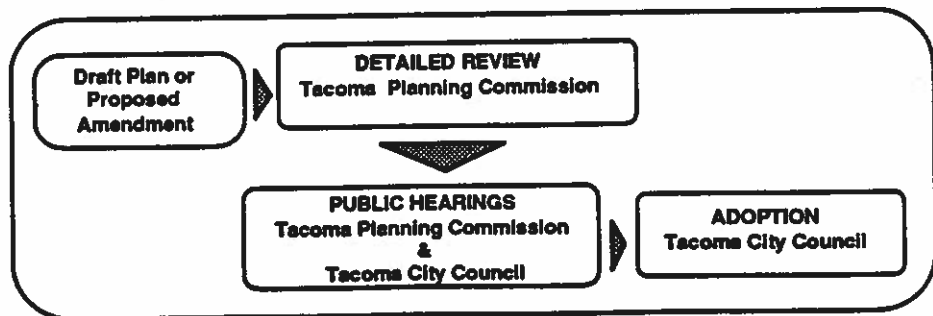 Draft Plan or
Proposed
Amendment
DETAILED REVIEW
Tacoma Planning Commission
PUBLIC HEARINGS
Tacoma Planning Commission
&
Tacoma City Council
ADOPTION
Tacoma City Council